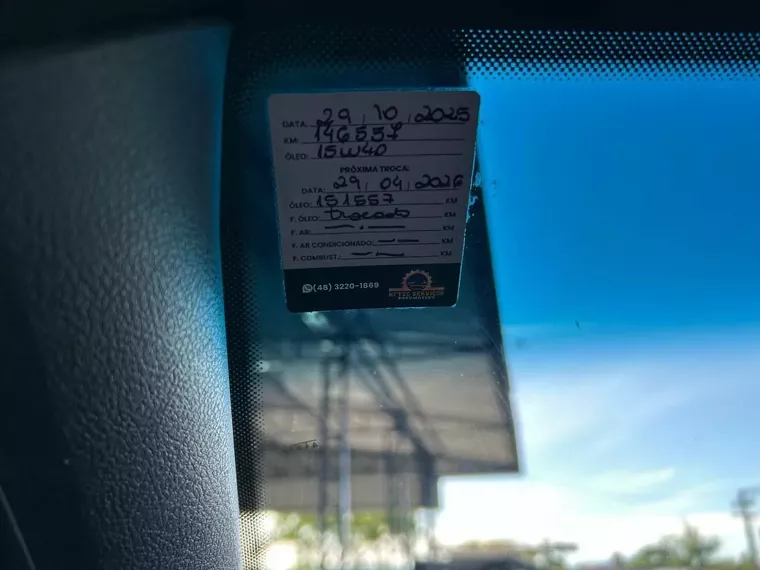 DATA: 29 / 10 / 2025
KM: 146557
ÓLEO: 15W40
PRÓXIMA TROCA:
DATA: 29 / 04 / 2026
ÓLEO: 151557 KM
F. ÓLEO: trocado KM
F. AR: —.— KM
F. AR CONDICIONADO: — — KM
F. COMBUST.: — — KM
(48) 3220-1869